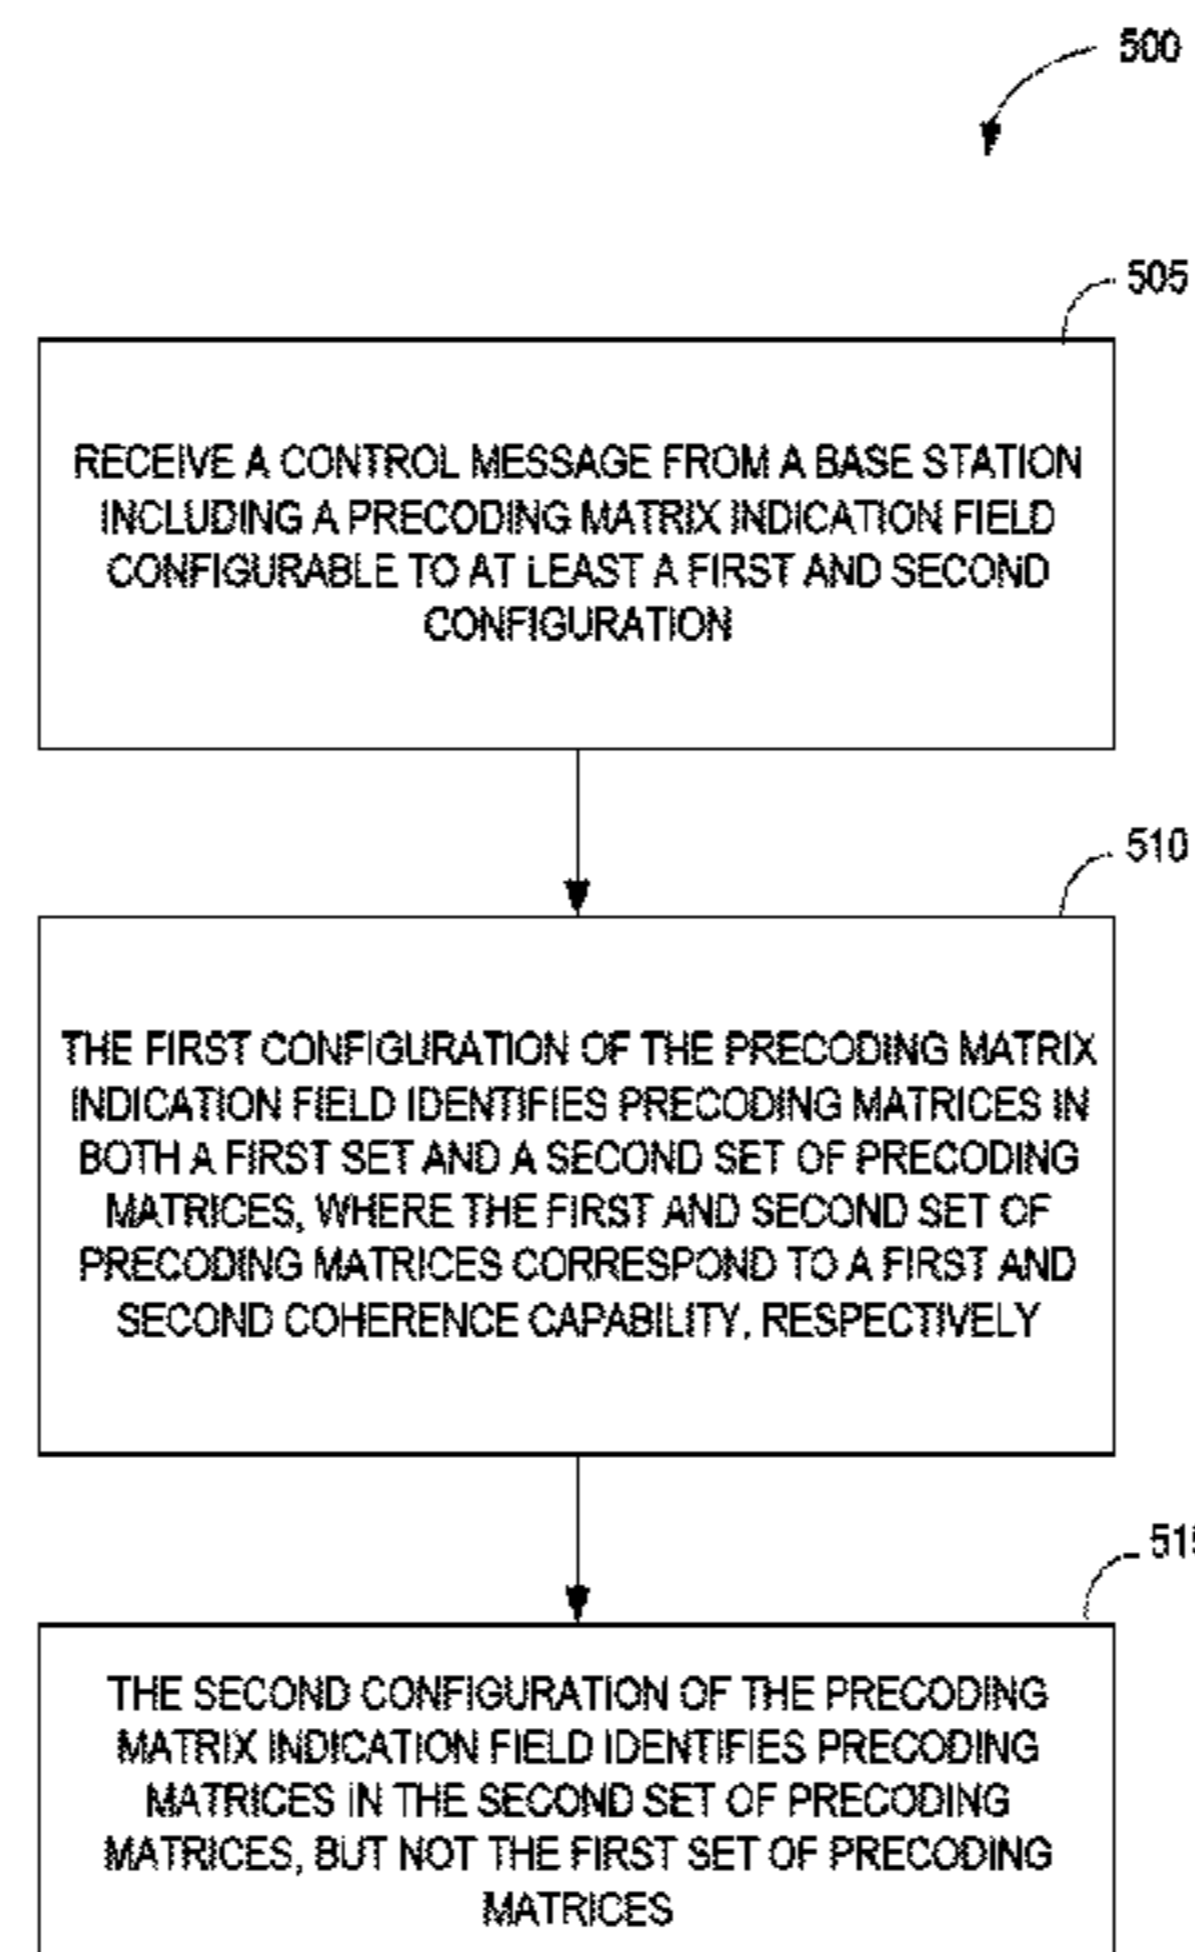 500
505
RECEIVE A CONTROL MESSAGE FROM A BASE STATION
INCLUDING A PRECODING MATRIX INDICATION FIELD
CONFIGURABLE TO AT LEAST A FIRST AND SECOND
CONFIGURATION
510
THE FIRST CONFIGURATION OF THE PRECODING MATRIX
INDICATION FIELD IDENTIFIES PRECODING MATRICES IN
BOTH A FIRST SET AND A SECOND SET OF PRECODING
MATRICES, WHERE THE FIRST AND SECOND SET OF
PRECODING MATRICES CORRESPOND TO A FIRST AND
SECOND COHERENCE CAPABILITY, RESPECTIVELY
515
THE SECOND CONFIGURATION OF THE PRECODING
MATRIX INDICATION FIELD IDENTIFIES PRECODING
MATRICES IN THE SECOND SET OF PRECODING
MATRICES, BUT NOT THE FIRST SET OF PRECODING
MATRICES